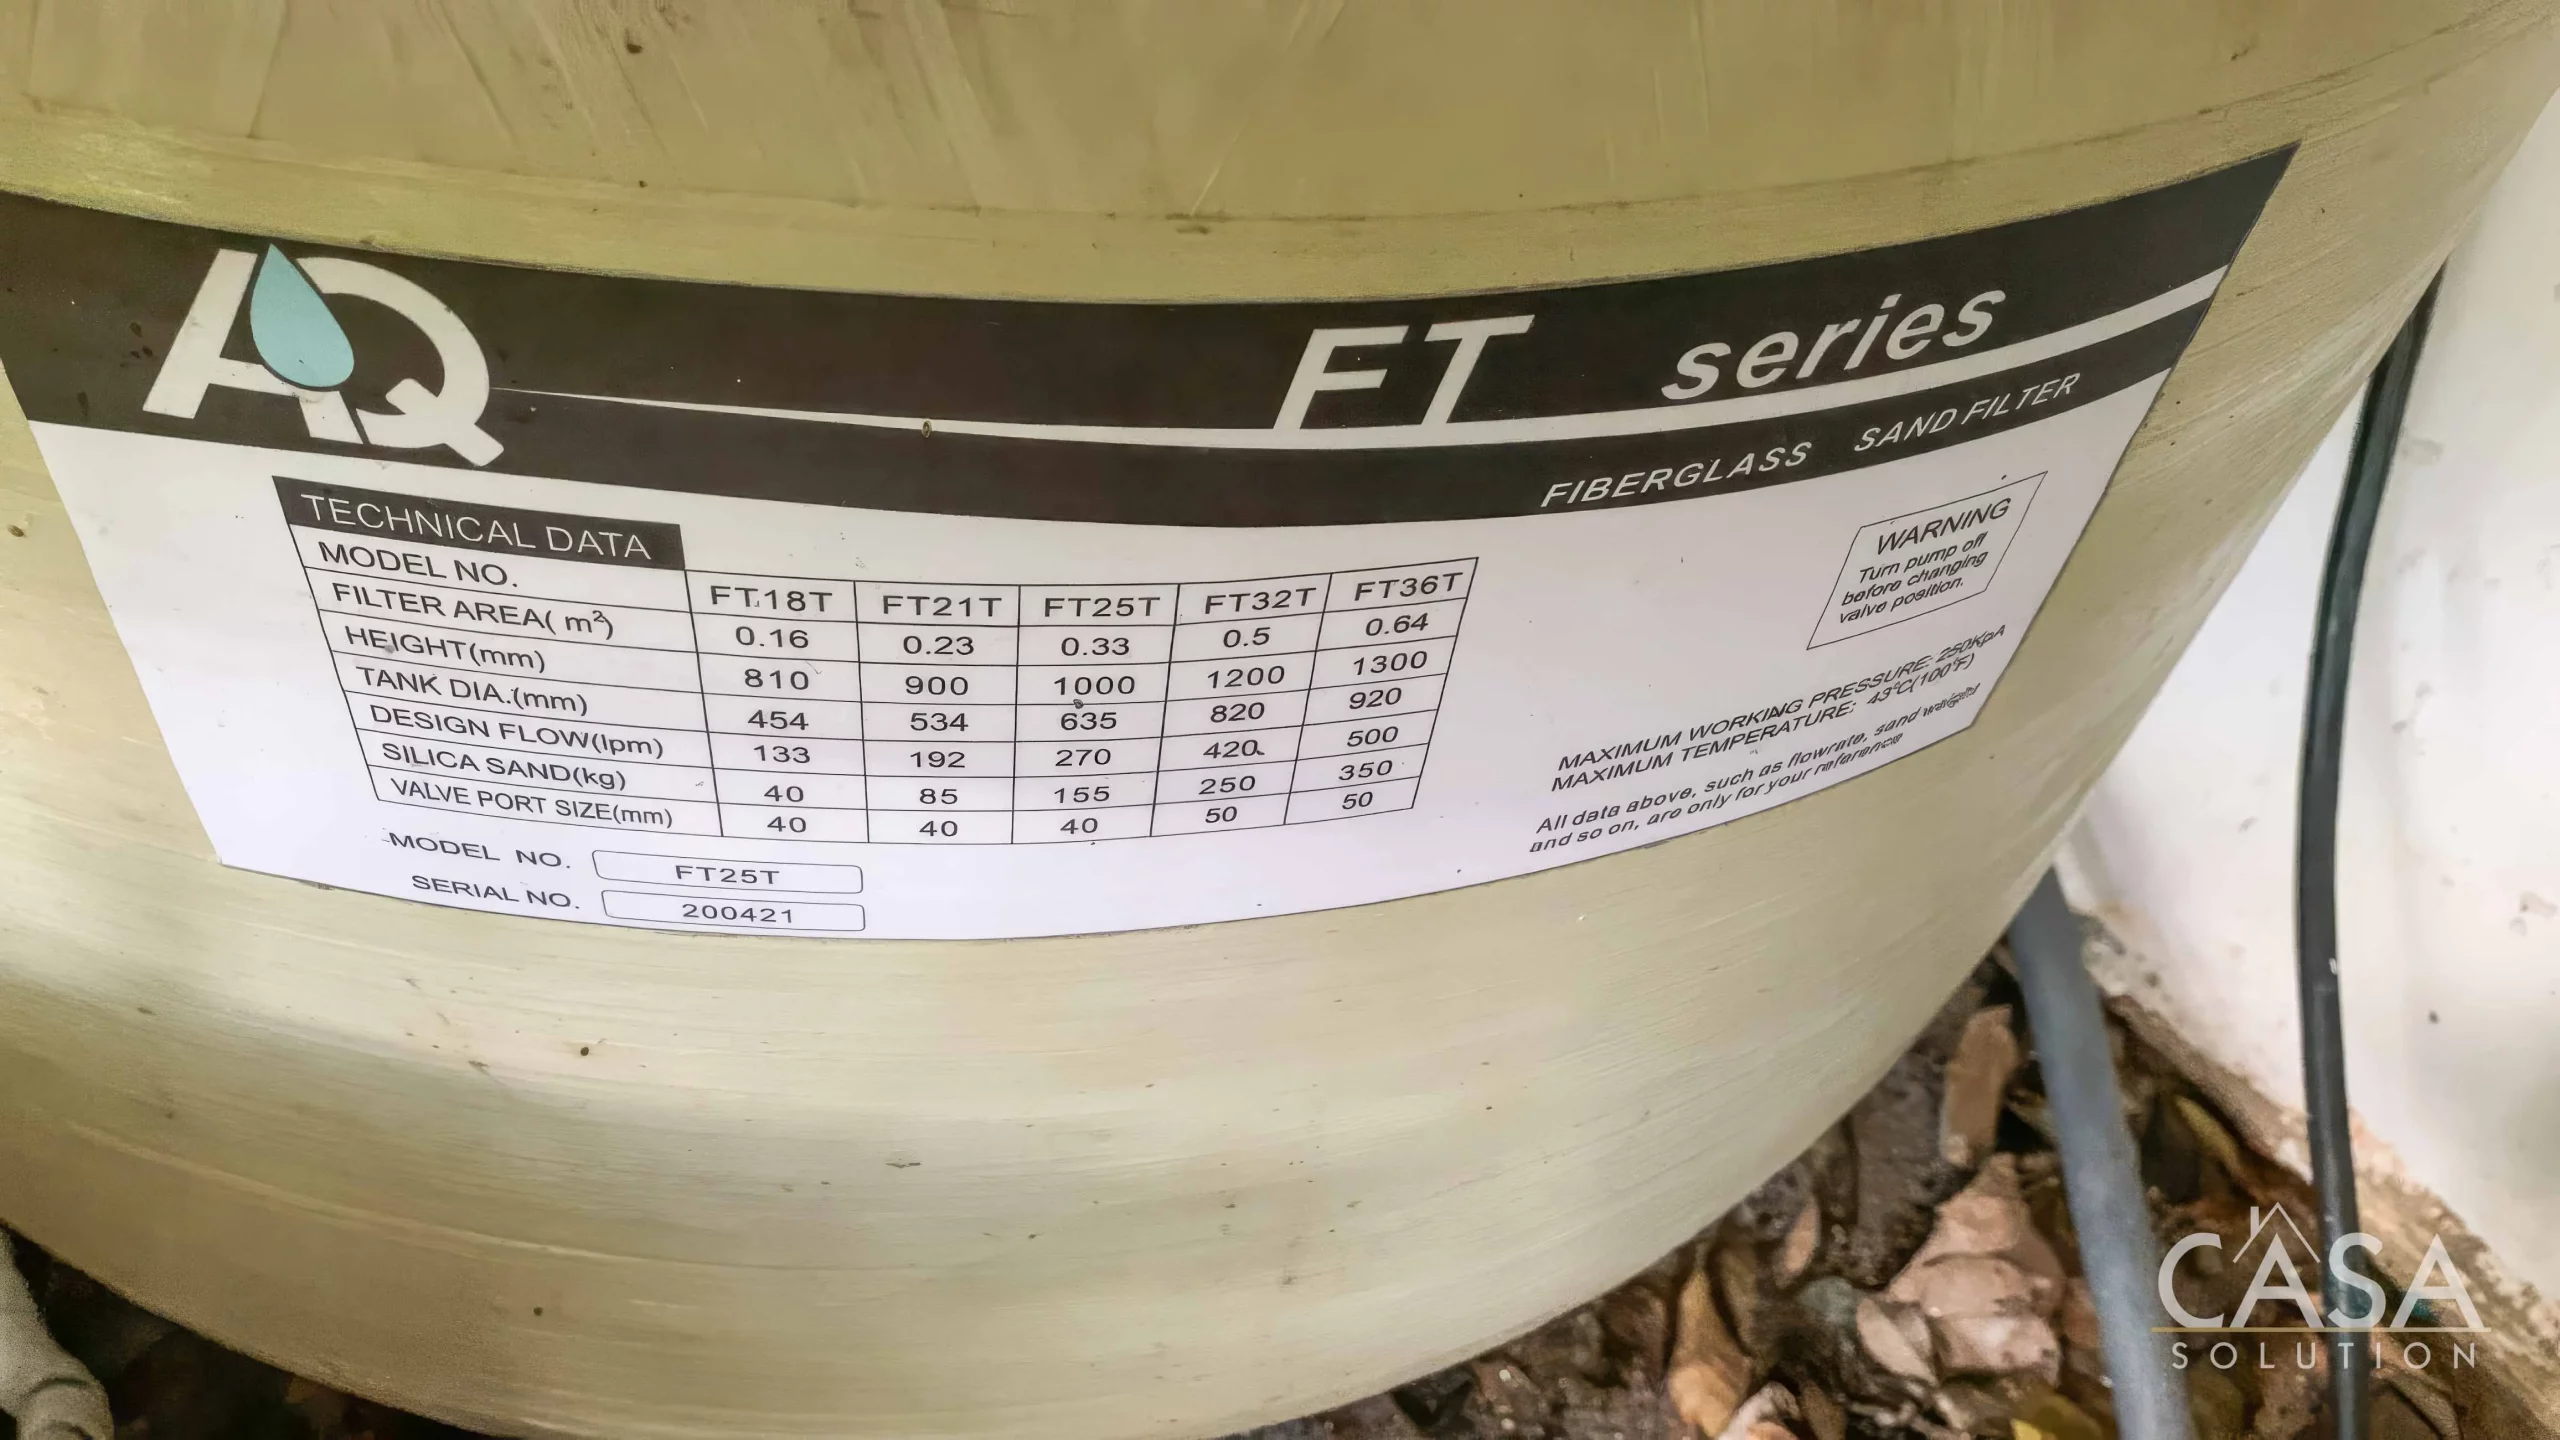 AQ
FT series
FIBERGLASS SAND FILTER
TECHNICAL DATA
MODEL NO. FT18T FT21T FT25T FT32T FT36T
FILTER AREA( m²) 0.16 0.23 0.33 0.5 0.64
HEIGHT(mm) 810 900 1000 1200 1300
TANK DIA.(mm) 454 534 635 820 920
DESIGN FLOW(lpm) 133 192 270 420 500
SILICA SAND(kg) 40 85 155 250 350
VALVE PORT SIZE(mm) 40 40 40 50 50
MODEL NO. FT25T
SERIAL NO. 200421
WARNING
Turn pump off
before changing
valve position.
MAXIMUM WORKING PRESSURE: 250KpA
MAXIMUM TEMPERATURE: 43°C(100°F)
All data above, such as flowrate, sand weight
and so on, are only for your reference
CASA
SOLUTION